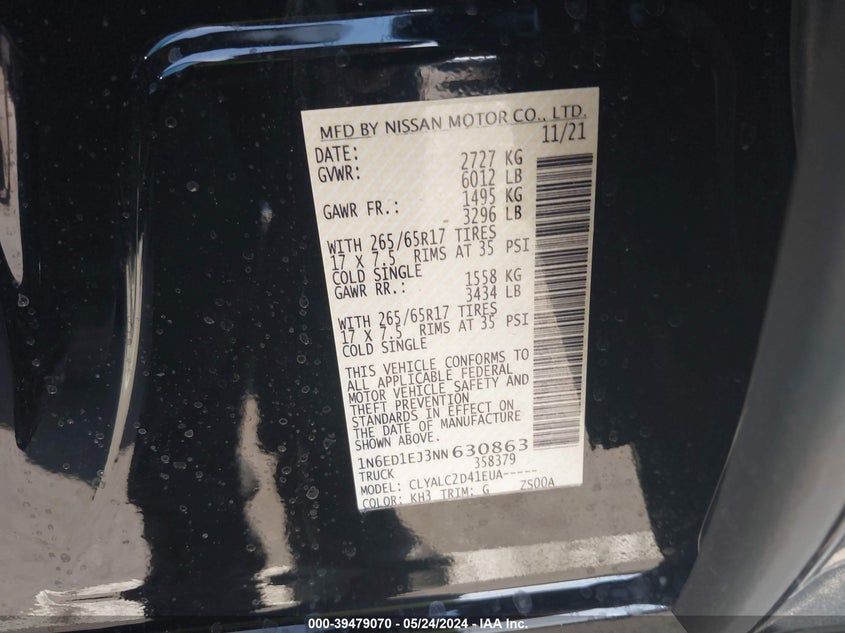 MFD BY NISSAN MOTOR CO., LTD.
DATE: 11/21
GVWR: 2727 KG
6012 LB
GAWR FR.: 1495 KG
3296 LB
WITH 265/65R17 TIRES
17 X 7.5 RIMS AT 35 PSI
COLD SINGLE
GAWR RR.: 1558 KG
3434 LB
WITH 265/65R17 TIRES
17 X 7.5 RIMS AT 35 PSI
COLD SINGLE
THIS VEHICLE CONFORMS TO
ALL APPLICABLE FEDERAL
MOTOR VEHICLE SAFETY AND
THEFT PREVENTION
STANDARDS IN EFFECT ON
THE DATE OF MANUFACTURE
SHOWN ABOVE.
1N6ED1EJ3NN630863
TRUCK 358379
MODEL: CLYALC2D41EUA-----
COLOR: KH3 TRIM: G ZS00A
000-39479070 - 05/24/2024 - IAA Inc.